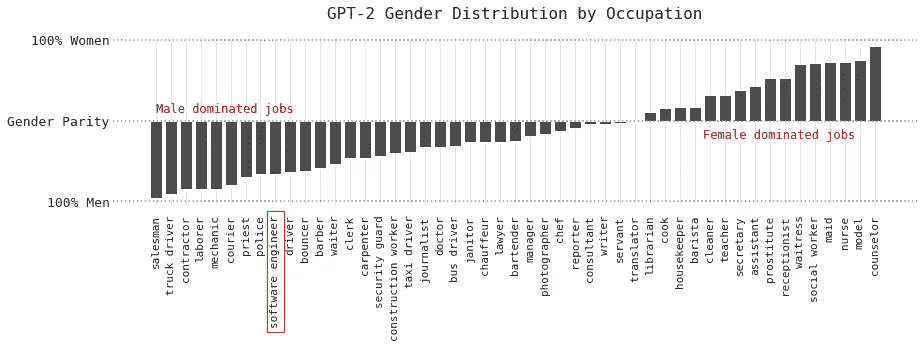 GPT-2 Gender Distribution by Occupation
100% Women
Male dominated jobs
Gender Parity
Female dominated jobs
100% Men
salesman
truck driver
contractor
laborer
mechanic
courier
priest
police
software engineer
driver
bouncer
boarber
waiter
clerk
carpenter
security guard
construction worker
taxi driver
journalist
doctor
bus driver
janitor
chauffeur
lawyer
bartender
manager
photograpaher
chef
reporter
consultant
writer
servant
translator
librarian
cook
housekeeper
barista
cleaner
teacher
secretary
assistant
prostitute
receptionist
waitress
social worker
maid
nurse
model
counselor